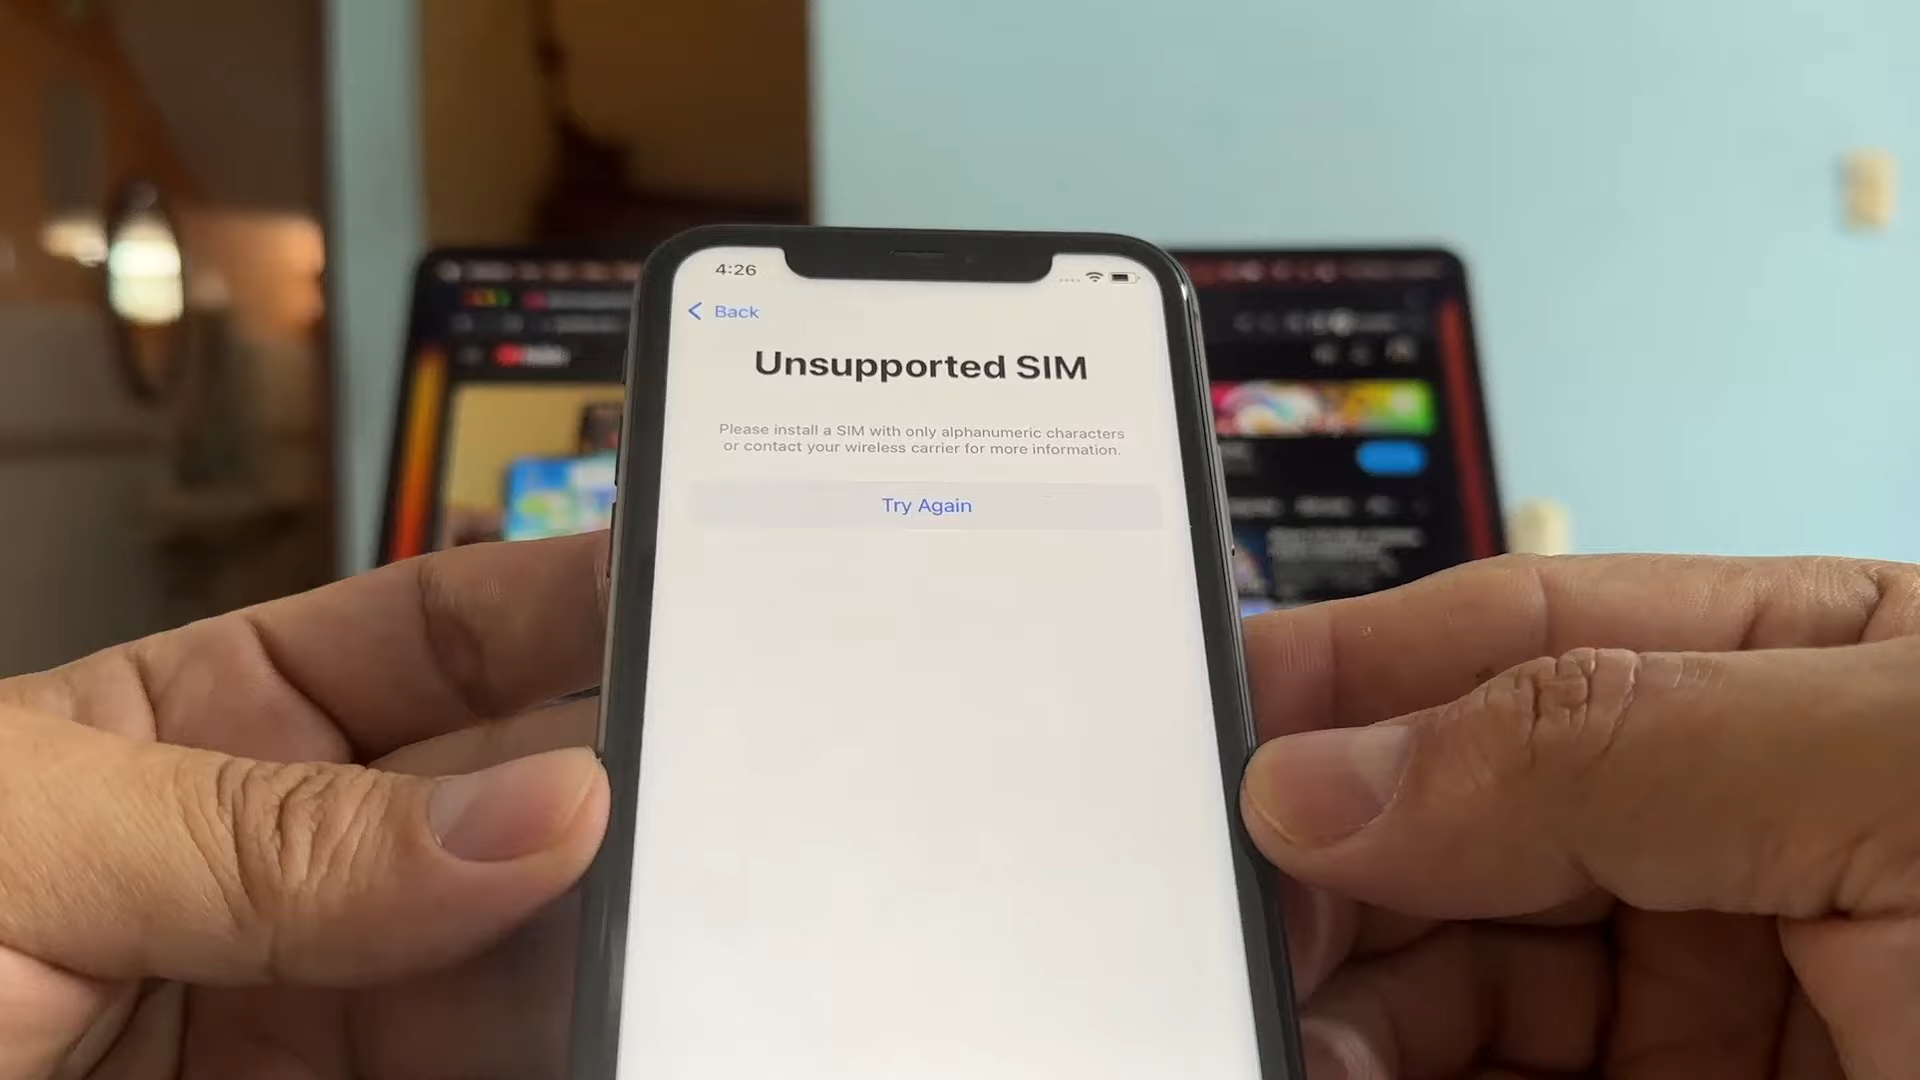 4:26
Back
Unsupported SIM
Please install a SIM with only alphanumeric characters
or contact your wireless carrier for more information.
Try Again